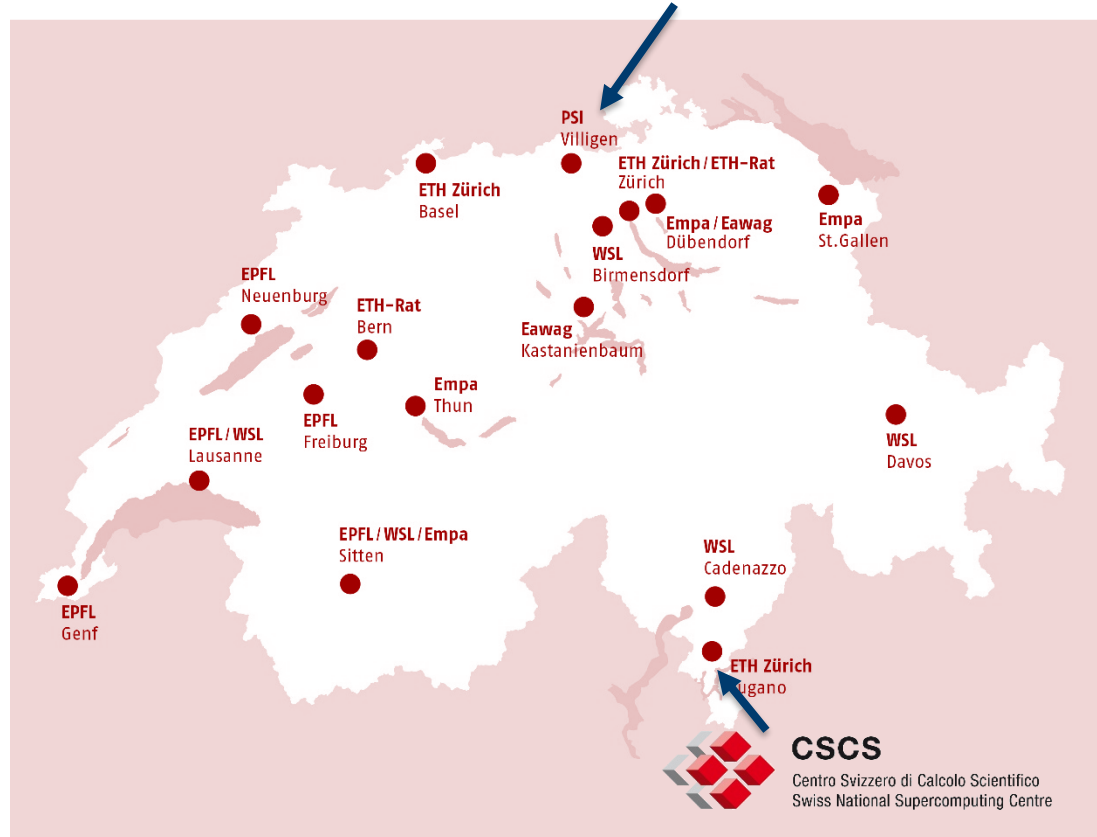 PSI
Villigen
ETH Zürich
Basel
ETH Zürich / ETH-Rat
Zürich
Empa / Eawag
Dübendorf
Empa
St.Gallen
WSL
Birmensdorf
EPFL
Neuenburg
ETH-Rat
Bern
Eawag
Kastanienbaum
Empa
Thun
EPFL
Freiburg
EPFL / WSL
Lausanne
WSL
Davos
EPFL / WSL / Empa
Sitten
WSL
Cadenazzo
EPFL
Genf
ETH Zürich
ugano
CSCS
Centro Svizzero di Calcolo Scientifico
Swiss National Supercomputing Centre